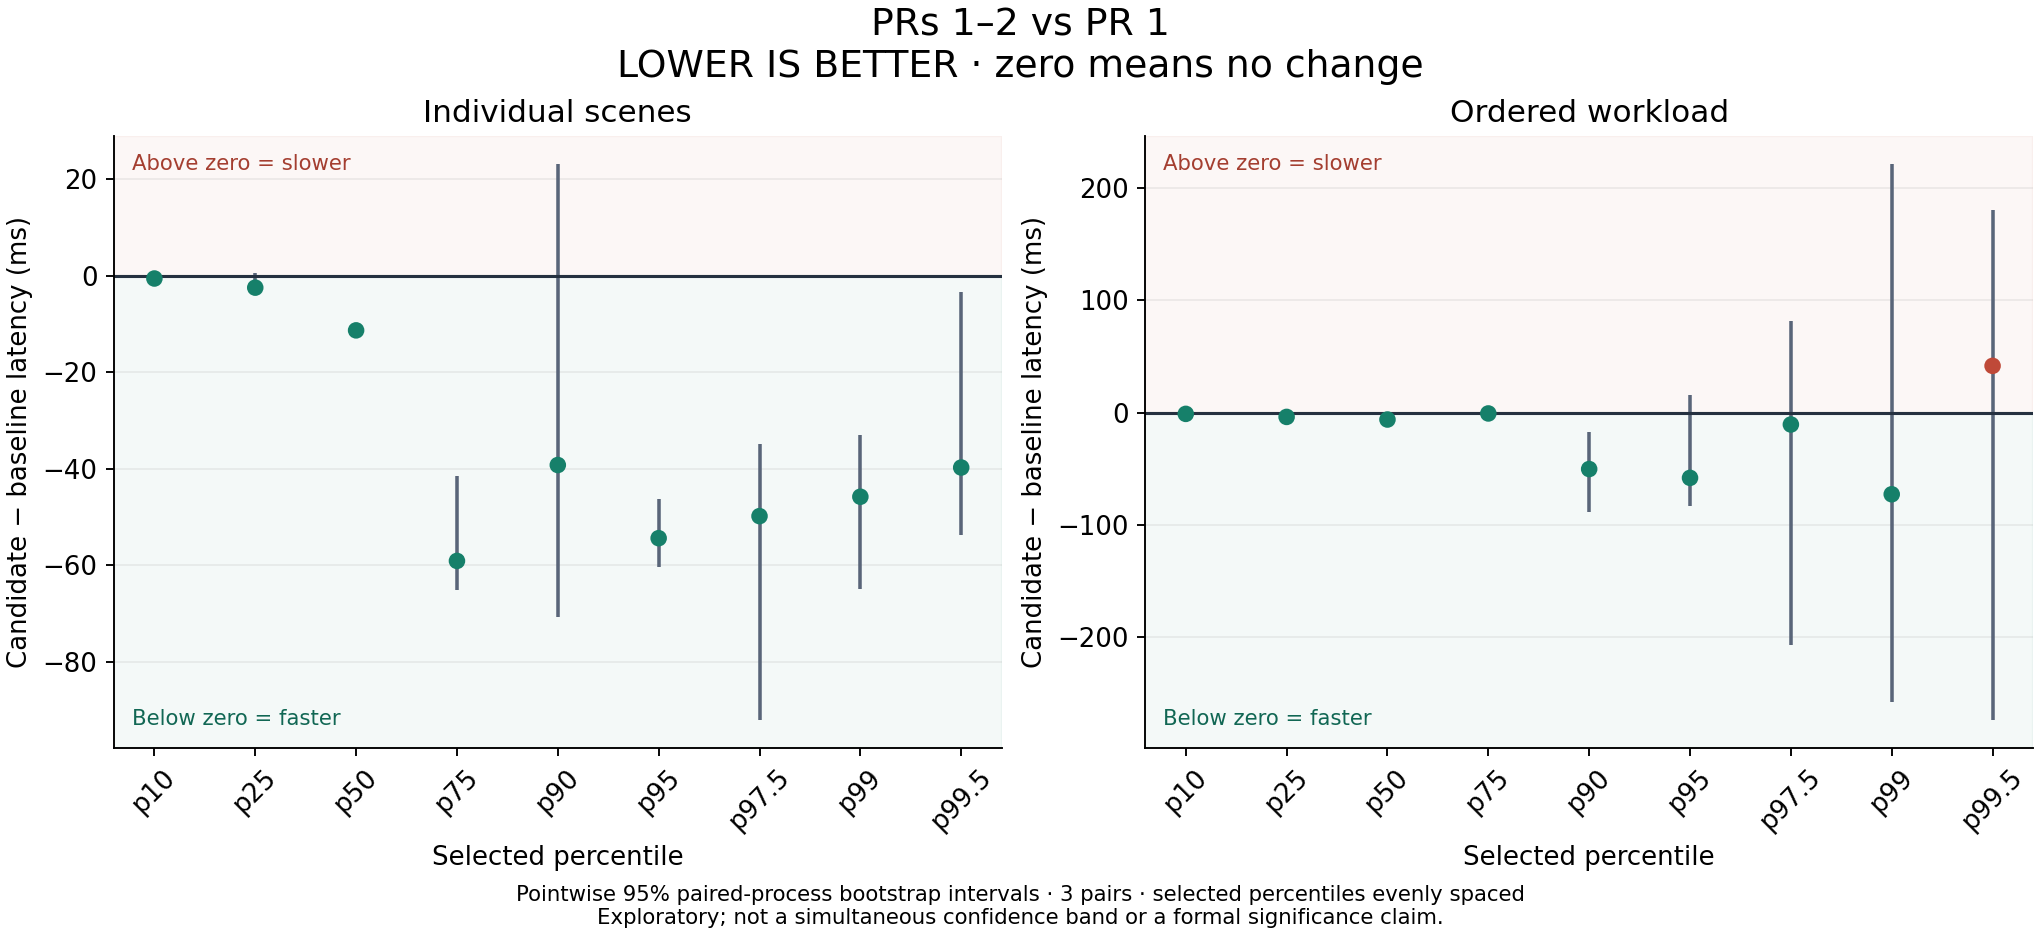 PRs 1–2 vs PR 1
LOWER IS BETTER · zero means no change
Individual scenes
Above zero = slower
Below zero = faster
Candidate − baseline latency (ms)
20
0
−20
−40
−60
−80
p10
p25
p50
p75
p90
p95
p97.5
p99
p99.5
Selected percentile
Ordered workload
Above zero = slower
Below zero = faster
Candidate − baseline latency (ms)
200
100
0
−100
−200
p10
p25
p50
p75
p90
p95
p97.5
p99
p99.5
Selected percentile
Pointwise 95% paired-process bootstrap intervals · 3 pairs · selected percentiles evenly spaced
Exploratory; not a simultaneous confidence band or a formal significance claim.